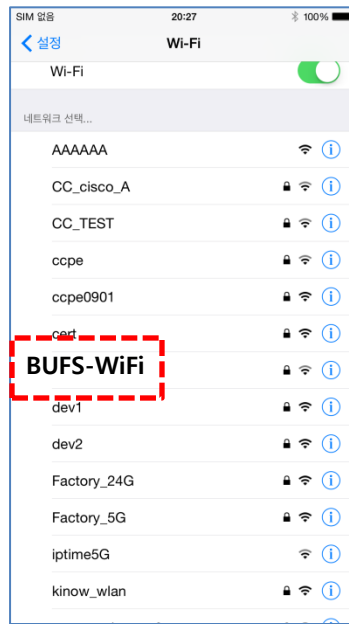 SIM 없음 20:27 100%
설정 Wi-Fi
Wi-Fi
네트워크 선택...
AAAAAA
CC_cisco_A
CC_TEST
ccpe
ccpe0901
cert
BUFS-WiFi
dev1
dev2
Factory_24G
Factory_5G
iptime5G
kinow_wlan